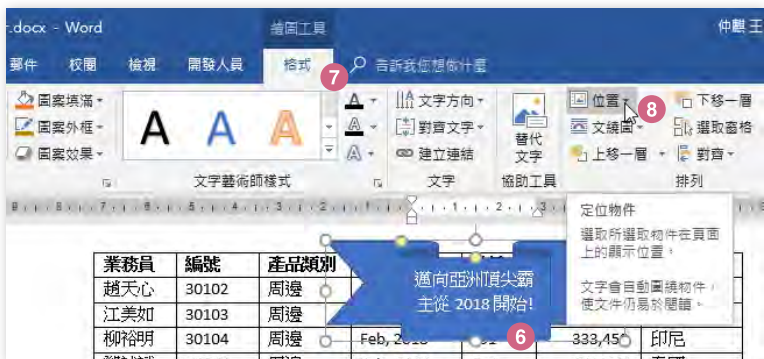 r.docx - Word 繪圖工具 仲麒 王
郵件 校閱 檢視 開發人員 格式 告訴我您想做什麼
7
圖案填滿
圖案外框
圖案效果
A A A
A
A
A
文字方向
對齊文字
建立連結
替代
文字
位置
文繞圖
上移一層
8
下移一層
選取窗格
對齊
文字藝術師樣式 文字 協助工具 排列
定位物件
選取所選取物件在頁面
上的顯示位置。
文字會自動圍繞物件，
使文件仍易於閱讀。
業務員 編號 產品類別
趙天心 30102 周邊
江美如 30103 周邊
柳裕明 30104 周邊 Feb, 2018 333,450 印尼
邁向亞洲頂尖霸
主從 2018 開始!
6